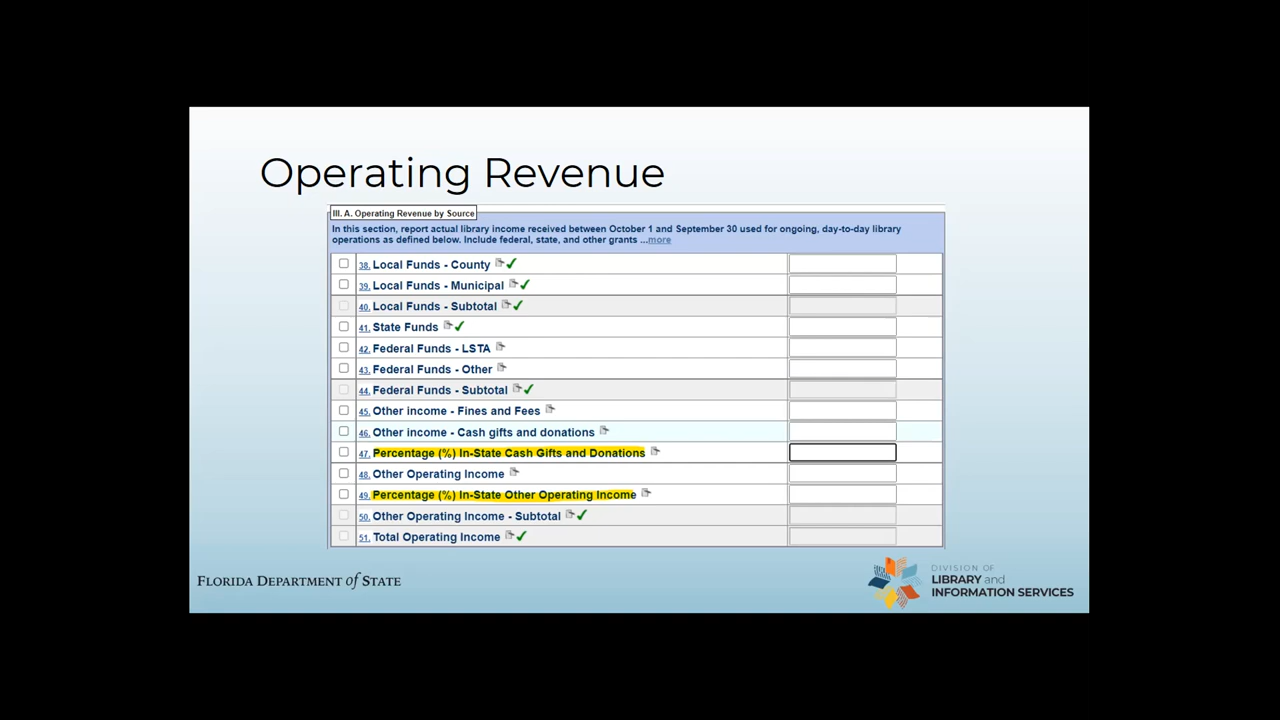 Operating Revenue
III. A. Operating Revenue by Source
In this section, report actual library income received between October 1 and September 30 used for ongoing, day-to-day library
operations as defined below. Include federal, state, and other grants ...more
38. Local Funds - County
39. Local Funds - Municipal
40. Local Funds - Subtotal
41. State Funds
42. Federal Funds - LSTA
43. Federal Funds - Other
44. Federal Funds - Subtotal
45. Other income - Fines and Fees
46. Other income - Cash gifts and donations
47. Percentage (%) In-State Cash Gifts and Donations
48. Other Operating Income
49. Percentage (%) In-State Other Operating Income
50. Other Operating Income - Subtotal
51. Total Operating Income
FLORIDA DEPARTMENT of STATE
DIVISION OF
LIBRARY and
INFORMATION SERVICES